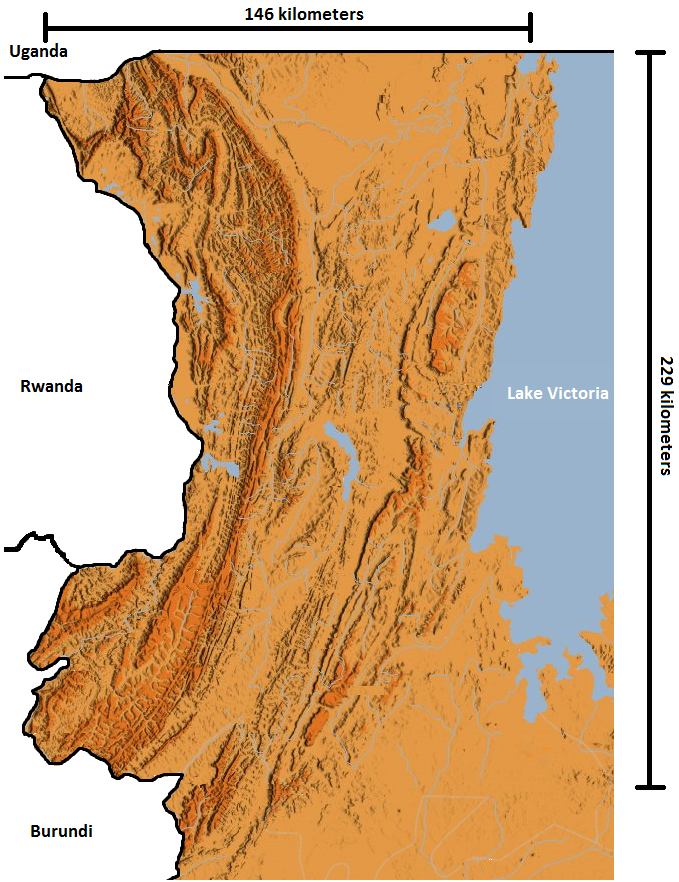 146 kilometers
Uganda
Rwanda
Lake Victoria
229 kilometers
Burundi